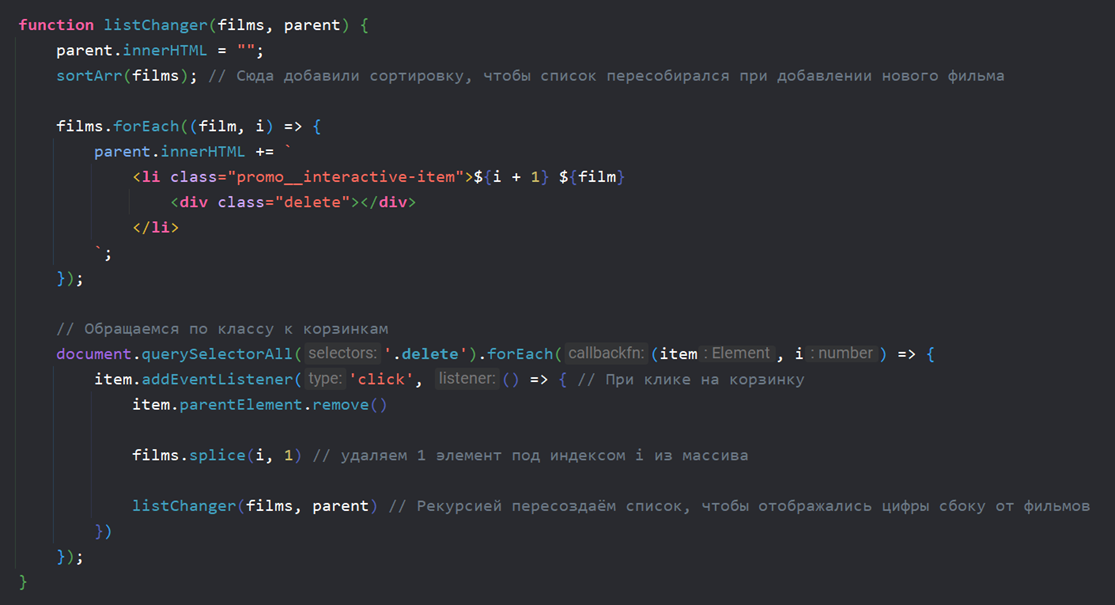 function listChanger(films, parent) {
parent.innerHTML = "";
sortArr(films); // Сюда добавили сортировку, чтобы список пересобирался при добавлении нового фильма
films.forEach((film, i) => {
parent.innerHTML += `
<li class="promo__interactive-item">${i + 1} ${film}
<div class="delete"></div>
</li>
`;
});
// Обращаемся по классу к корзинкам
document.querySelectorAll( selectors: '.delete').forEach( callbackfn: (item : Element , i : number ) => {
item.addEventListener( type: 'click', listener: () => { // При клике на корзинку
item.parentElement.remove()
films.splice(i, 1) // удаляем 1 элемент под индексом i из массива
listChanger(films, parent) // Рекурсией пересоздаём список, чтобы отображались цифры сбоку от фильмов
})
});
}